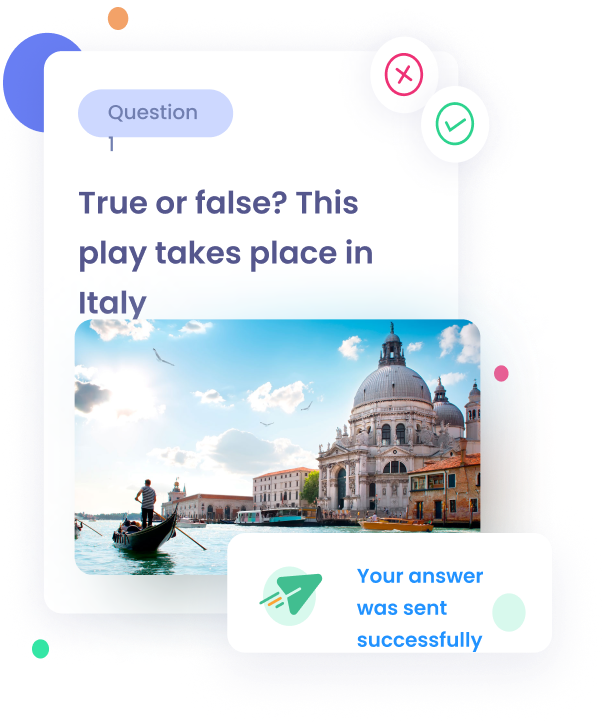 Question
1
True or false? This
play takes place in
Italy
Your answer
was sent
successfully